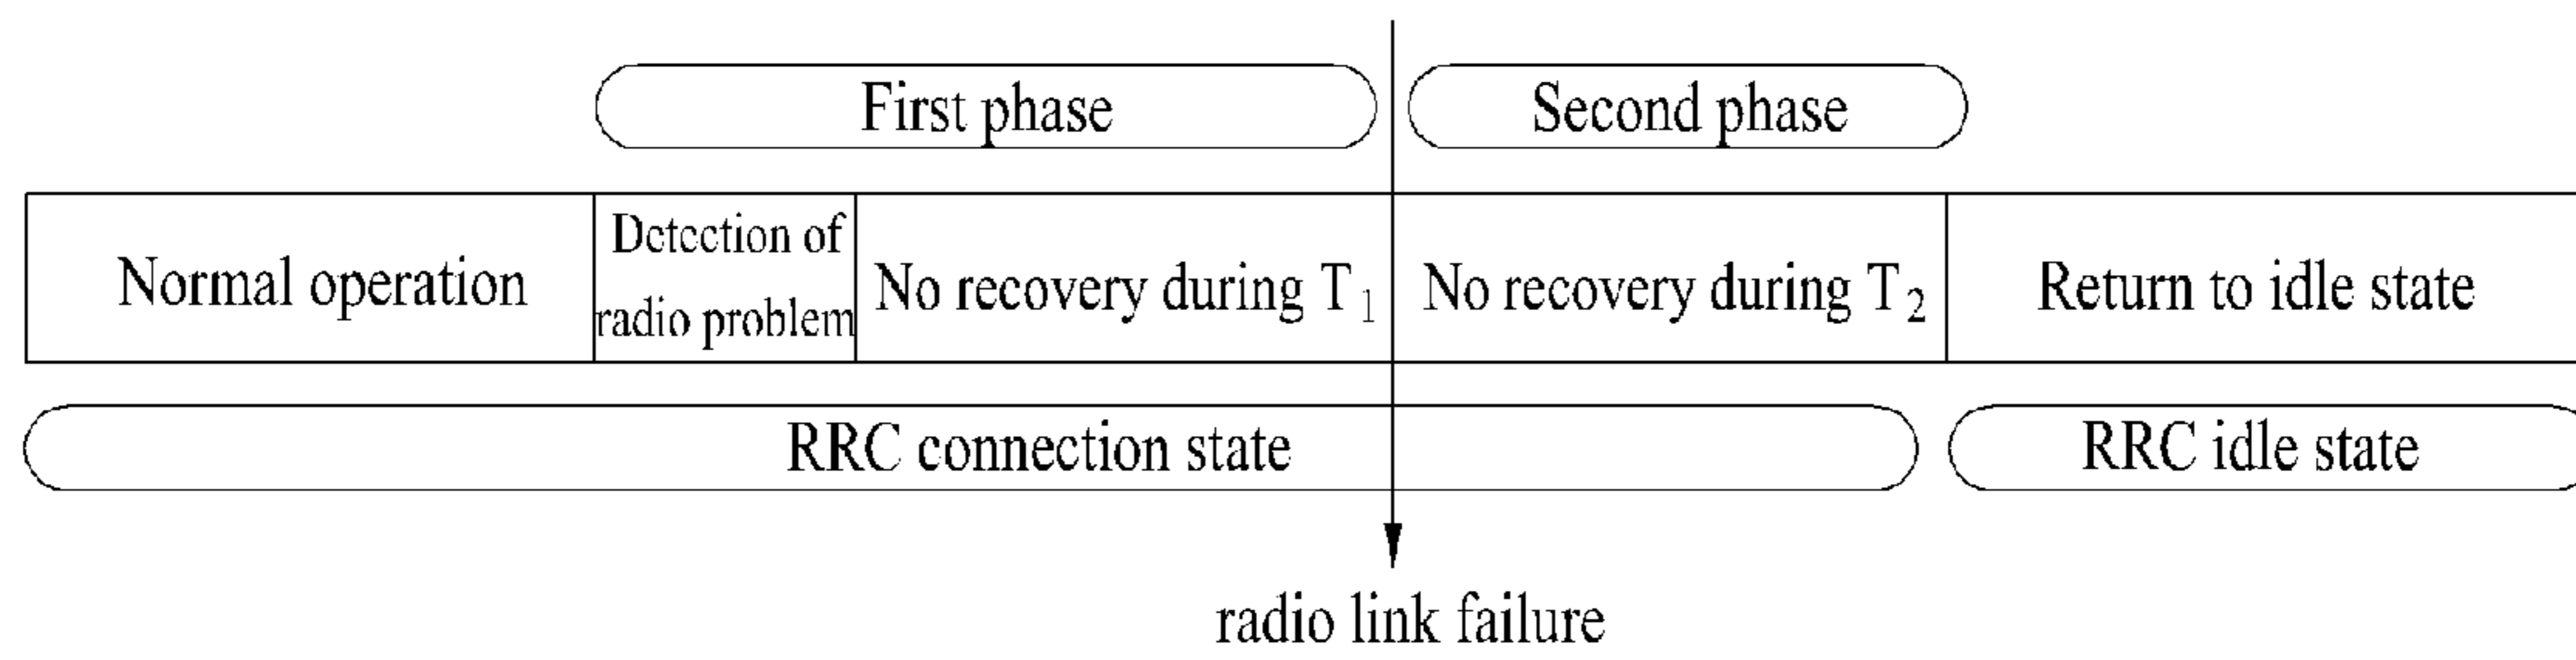 First phase
Second phase
Normal operation
Detection of
radio problem
No recovery during T₁
No recovery during T₂
Return to idle state
RRC connection state
RRC idle state
radio link failure